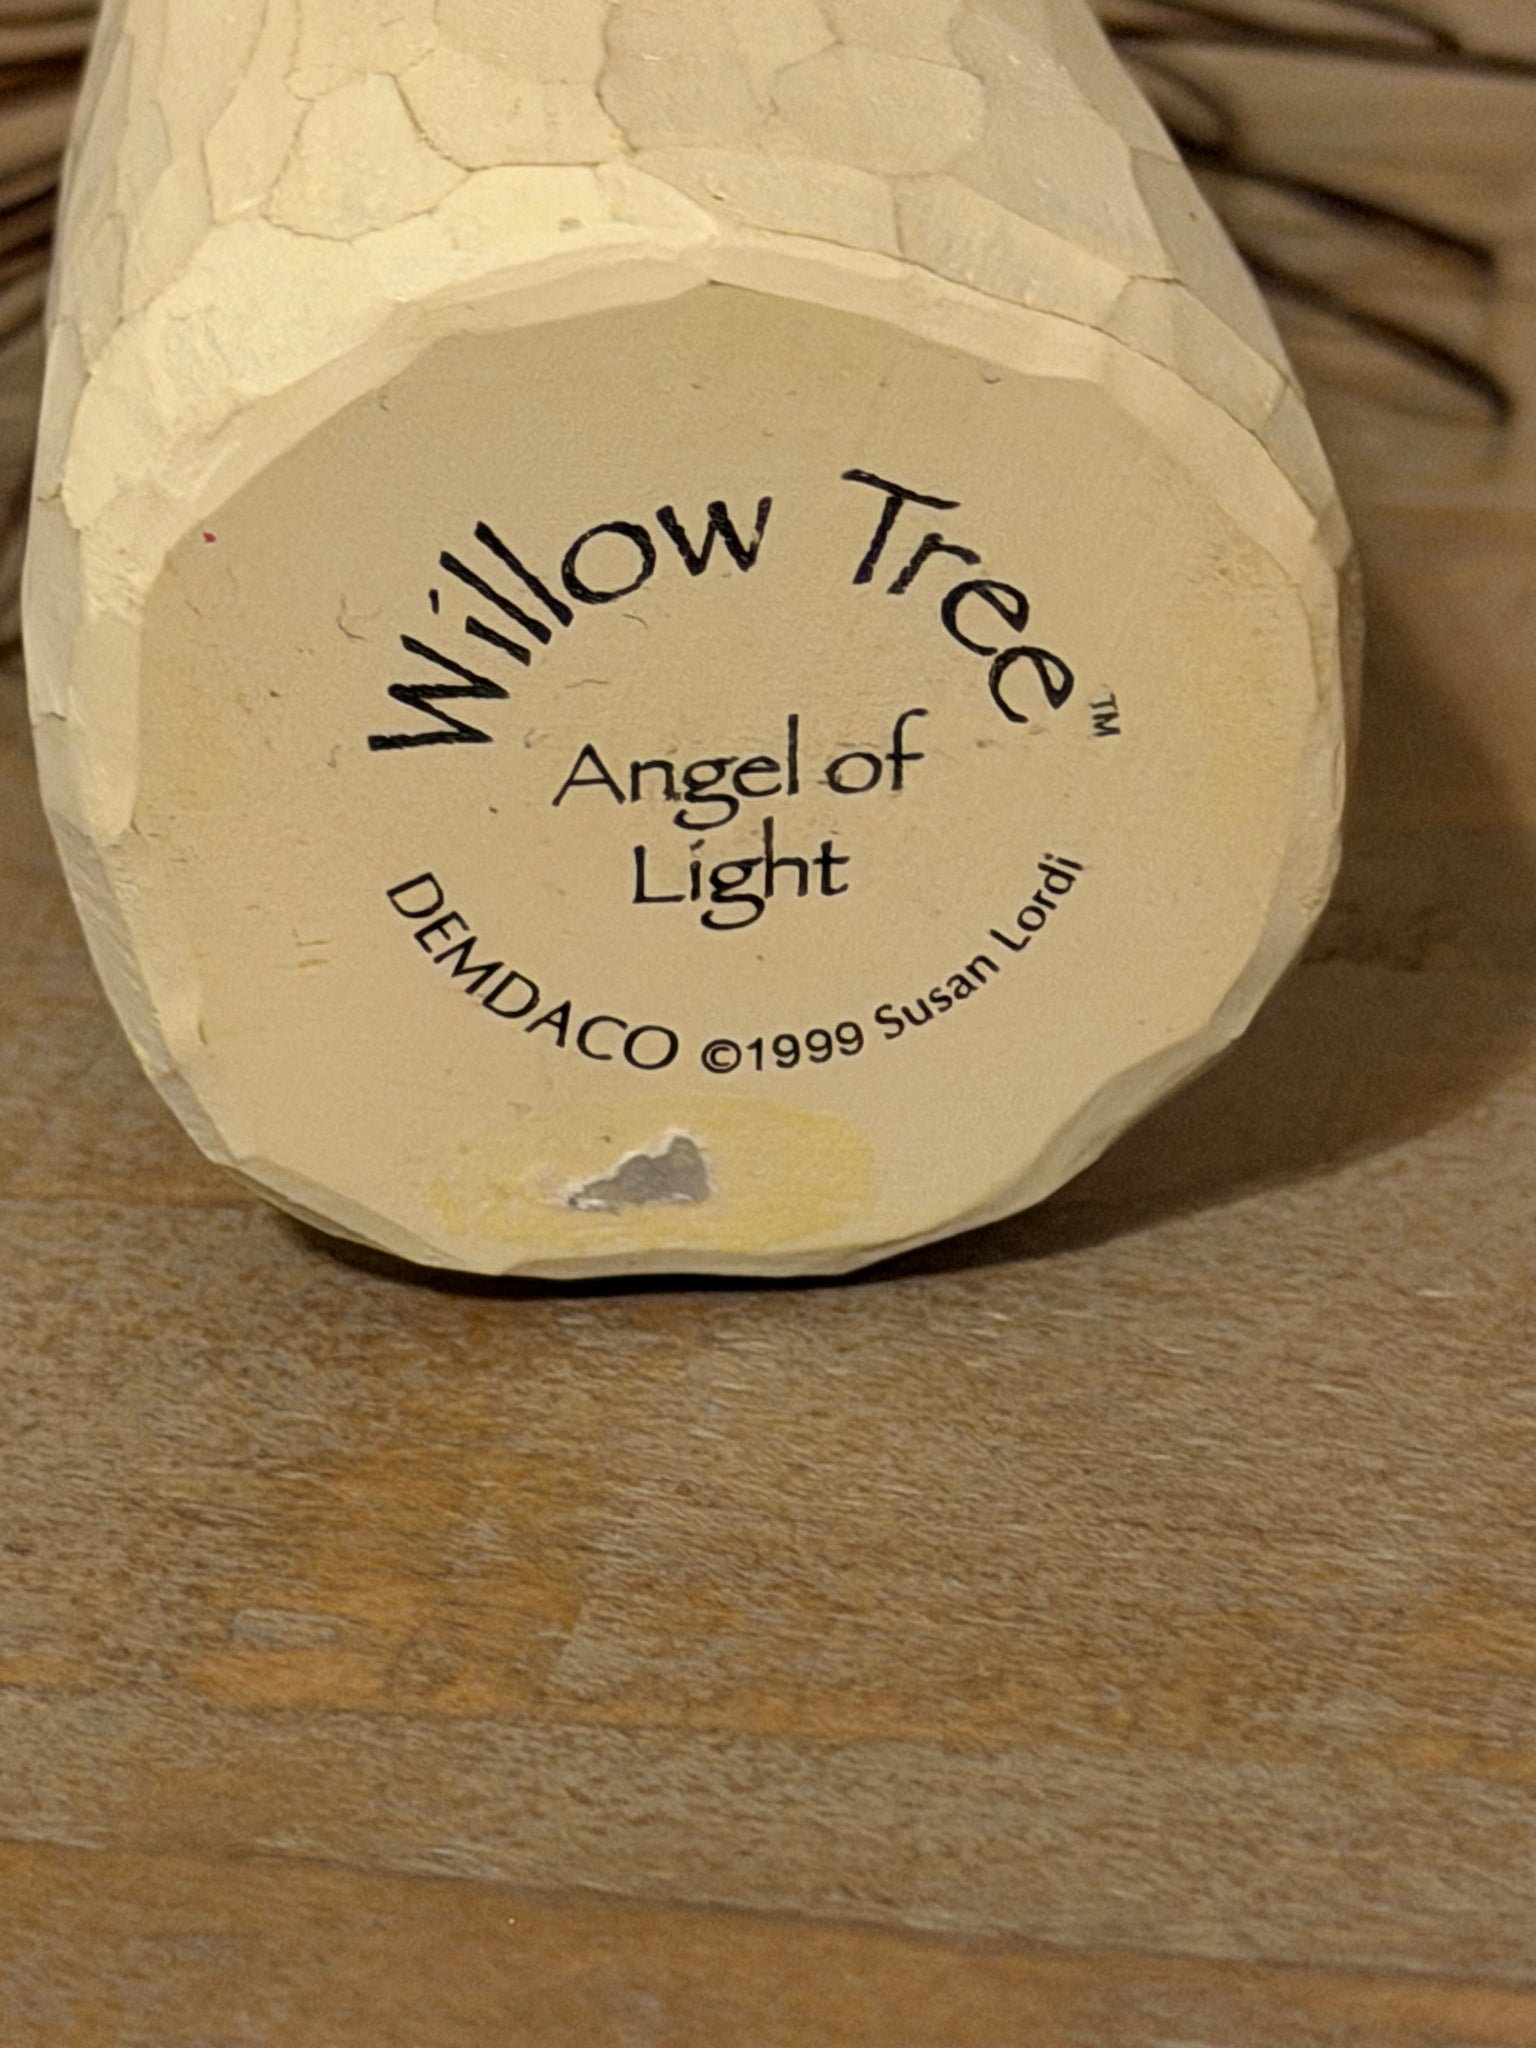 Willow Tree™
Angel of
Light
DEMDACO ©1999 Susan Lordi